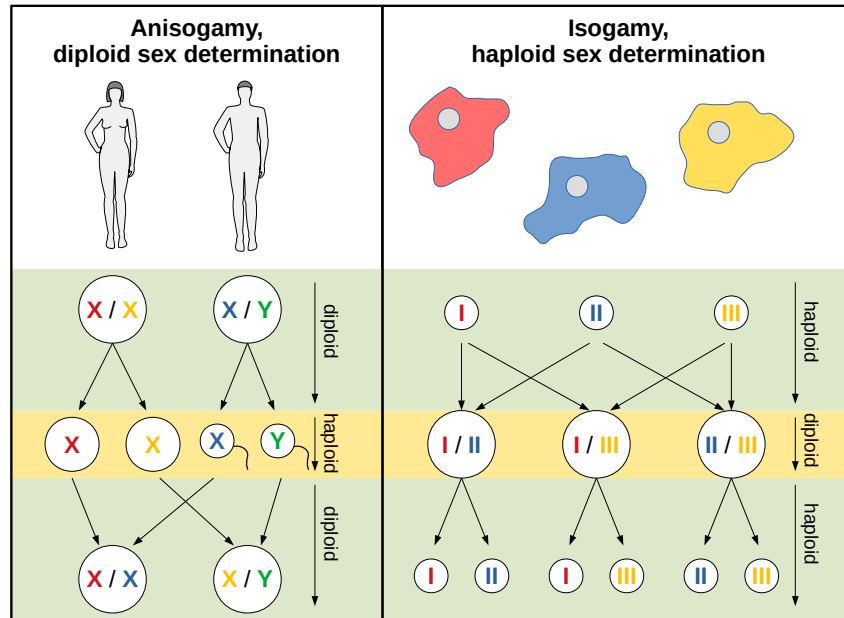 Anisogamy,
diploid sex determination
X / X
X / Y
diploid
X
X
X
Y
haploid
X / X
X / Y
diploid
Isogamy,
haploid sex determination
I
II
III
haploid
I / II
I / III
II / III
diploid
I
II
I
III
II
III
haploid